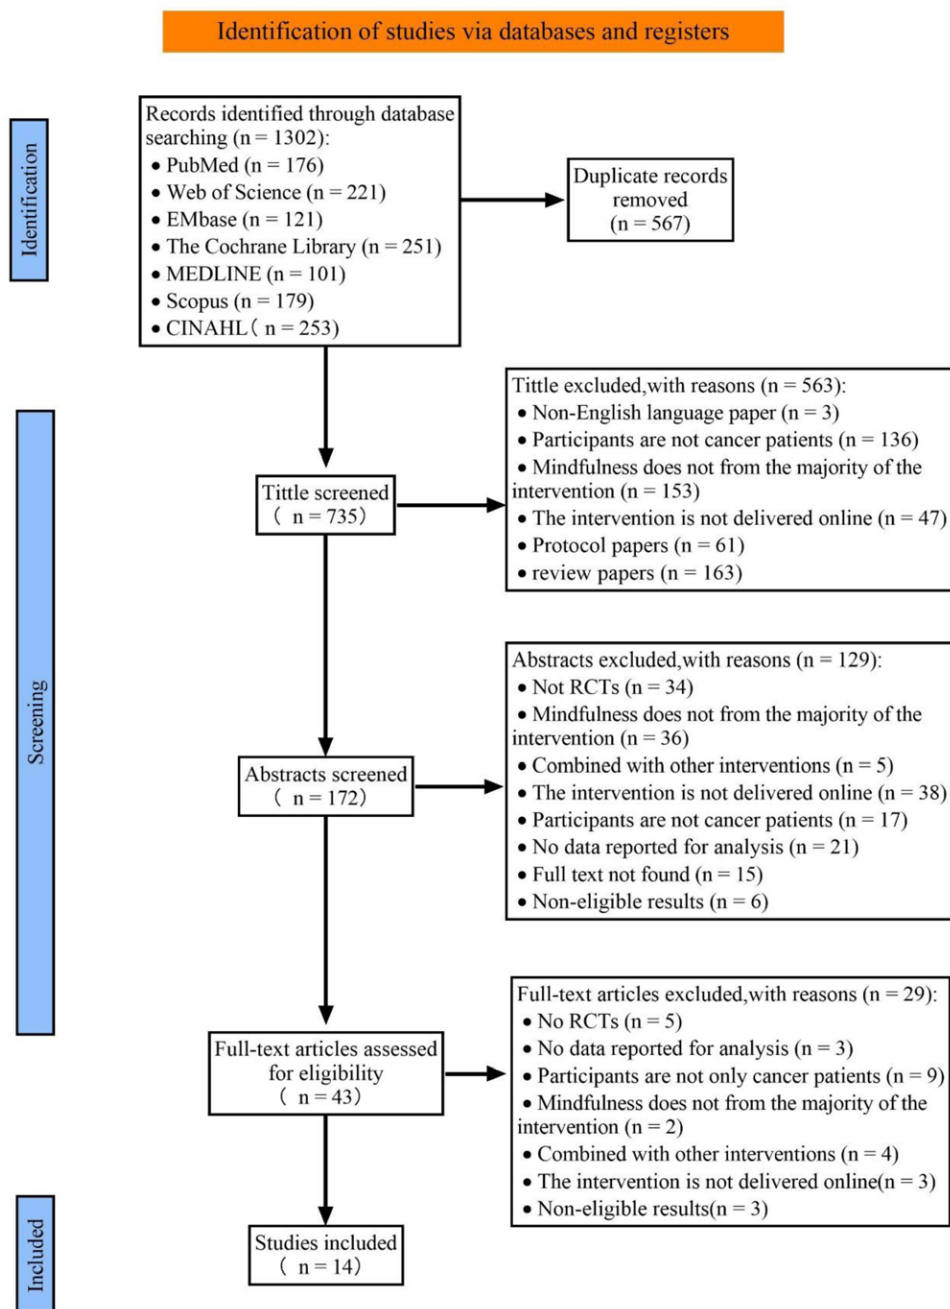 Identification of studies via databases and registers
Identification
Records identified through database
searching (n = 1302):
• PubMed (n = 176)
• Web of Science (n = 221)
• EMbase (n = 121)
• The Cochrane Library (n = 251)
• MEDLINE (n = 101)
• Scopus (n = 179)
• CINAHL( n = 253)
Duplicate records
removed
(n = 567)
Screening
Tittle screened
( n = 735)
Tittle excluded,with reasons (n = 563):
• Non-English language paper (n = 3)
• Participants are not cancer patients (n = 136)
• Mindfulness does not from the majority of the
intervention (n = 153)
• The intervention is not delivered online (n = 47)
• Protocol papers (n = 61)
• review papers (n = 163)
Abstracts screened
( n = 172)
Abstracts excluded,with reasons (n = 129):
• Not RCTs (n = 34)
• Mindfulness does not from the majority of the
intervention (n = 36)
• Combined with other interventions (n = 5)
• The intervention is not delivered online (n = 38)
• Participants are not cancer patients (n = 17)
• No data reported for analysis (n = 21)
• Full text not found (n = 15)
• Non-eligible results (n = 6)
Full-text articles assessed
for eligibility
( n = 43)
Full-text articles excluded,with reasons (n = 29):
• No RCTs (n = 5)
• No data reported for analysis (n = 3)
• Participants are not only cancer patients (n = 9)
• Mindfulness does not from the majority of the
intervention (n = 2)
• Combined with other interventions (n = 4)
• The intervention is not delivered online(n = 3)
• Non-eligible results(n = 3)
Included
Studies included
( n = 14)